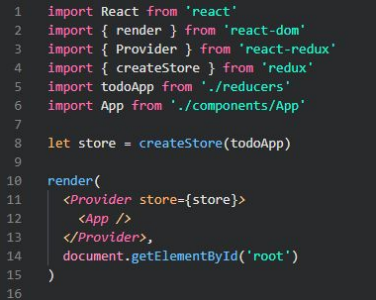 1 import React from 'react'
2 import { render } from 'react-dom'
3 import { Provider } from 'react-redux'
4 import { createStore } from 'redux'
5 import todoApp from './reducers'
6 import App from './components/App'
7
8 let store = createStore(todoApp)
9
10 render(
11   <Provider store={store}>
12     <App />
13   </Provider>,
14   document.getElementById('root')
15 )
16